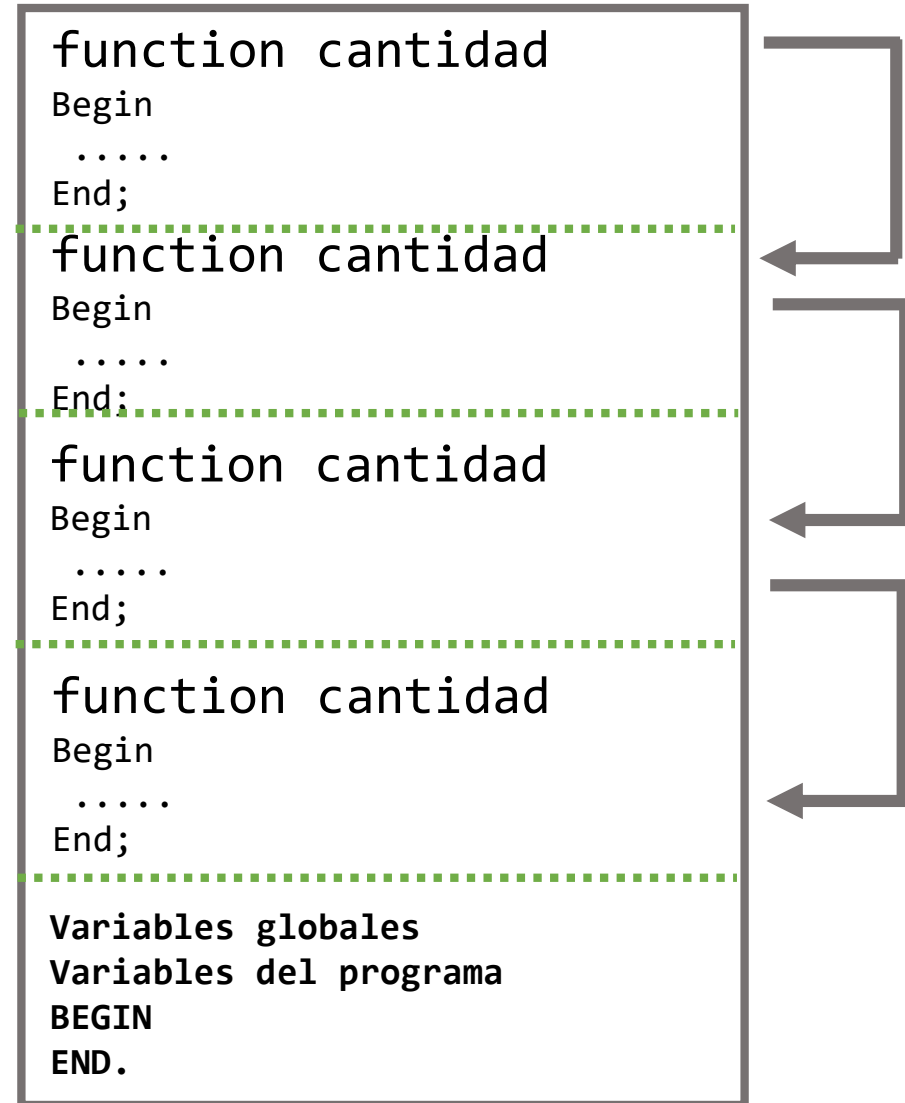 function cantidad
Begin
.....
End;
function cantidad
Begin
.....
End;
function cantidad
Begin
.....
End;
function cantidad
Begin
.....
End;
Variables globales
Variables del programa
BEGIN
END.